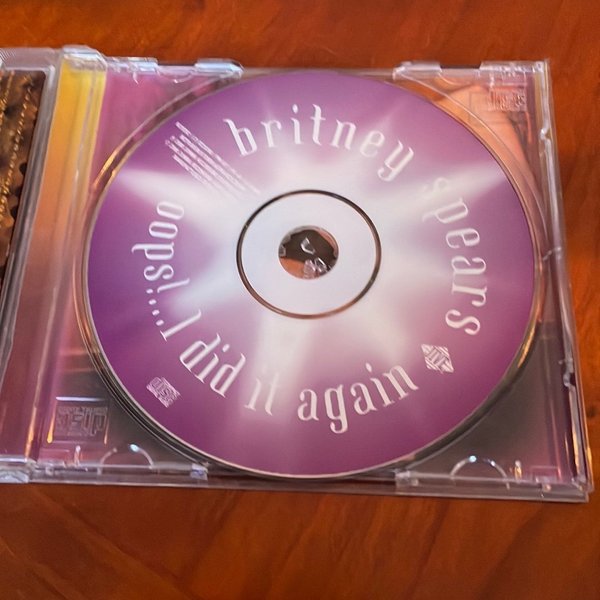 britney spears
oops!...I did it again